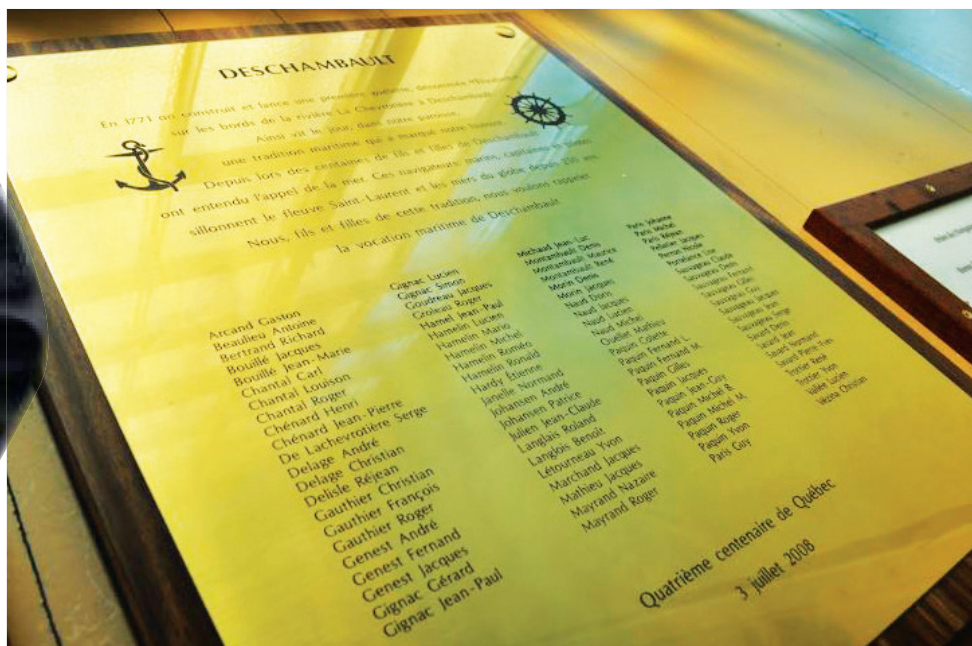 DESCHAMBAULT
En 1771 on construit et lance une première goélette, dénommée
sur les bords de la rivière La Chevrotière à Deschambault.
Ainsi vit le jour, dans notre paroisse,
une tradition maritime qui a marqué notre histoire.
Depuis lors des centaines de fils et filles de Deschambault
ont entendu l'appel de la mer. Ces navigateurs: marins, capitaines et pilotes
sillonnent le fleuve Saint-Laurent et les mers du globe depuis 250 ans.
Nous, fils et filles de cette tradition, nous voulons rappeler
la vocation maritime de Deschambault
Arcand Gaston
Beaulieu Antoine
Bertrand Richard
Bouillé Jacques
Bouillé Jean-Marie
Chantal Carl
Chantal Louison
Chantal Roger
Chénard Henri
Chénard Jean-Pierre
De Lachevrotière Serge
Delage André
Delage Christian
Delisle Réjean
Gauthier Christian
Gauthier François
Gauthier Roger
Genest André
Genest Fernand
Genest Jacques
Gignac Gérard
Gignac Jean-Paul
Gignac Lucien
Gignac Simon
Goudreau Jacques
Groleau Roger
Hamel Jean-Paul
Hamelin Lucien
Hamelin Mario
Hamelin Michel
Hamelin Roméo
Hamelin Ronald
Hardy Étienne
Janelle Normand
Johansen André
Johansen Patrice
Julien Jean-Claude
Langlais Roland
Langlois Benoit
Létourneau Yvon
Marchand Jacques
Mathieu Jacques
Mayrand Nazaire
Mayrand Roger
Michaud Jean-Luc
Montambault Denis
Montambault Maurice
Montambault René
Morin Denis
Morin Jacques
Naud Doris
Naud Jacques
Naud Lucien
Naud Michel
Ouellet Mathieu
Paquin Colette
Paquin Fernand L.
Paquin Fernand M.
Paquin Gilles
Paquin Jacques
Paquin Jean-Guy
Paquin Michel B.
Paquin Michel M.
Paquin Roger
Paquin Yvon
Paris Guy
Paris Johanne
Paris Michel
Paris Réjean
Pelletier Jacques
Perron Nicole
Porcelance Luc
Sauvageau Claude
Sauvageau Denis
Sauvageau Fernand
Sauvageau Gilles
Sauvageau Guy
Sauvageau Jacques
Sauvageau Serge
Savard Denis
Savard Jean
Savard Normand
Savard Pierre-Yves
Trottier René
Trottier Yvon
Vallée Lucien
Vézina Christian
Quatrième centenaire de Québec
3 juillet 2008